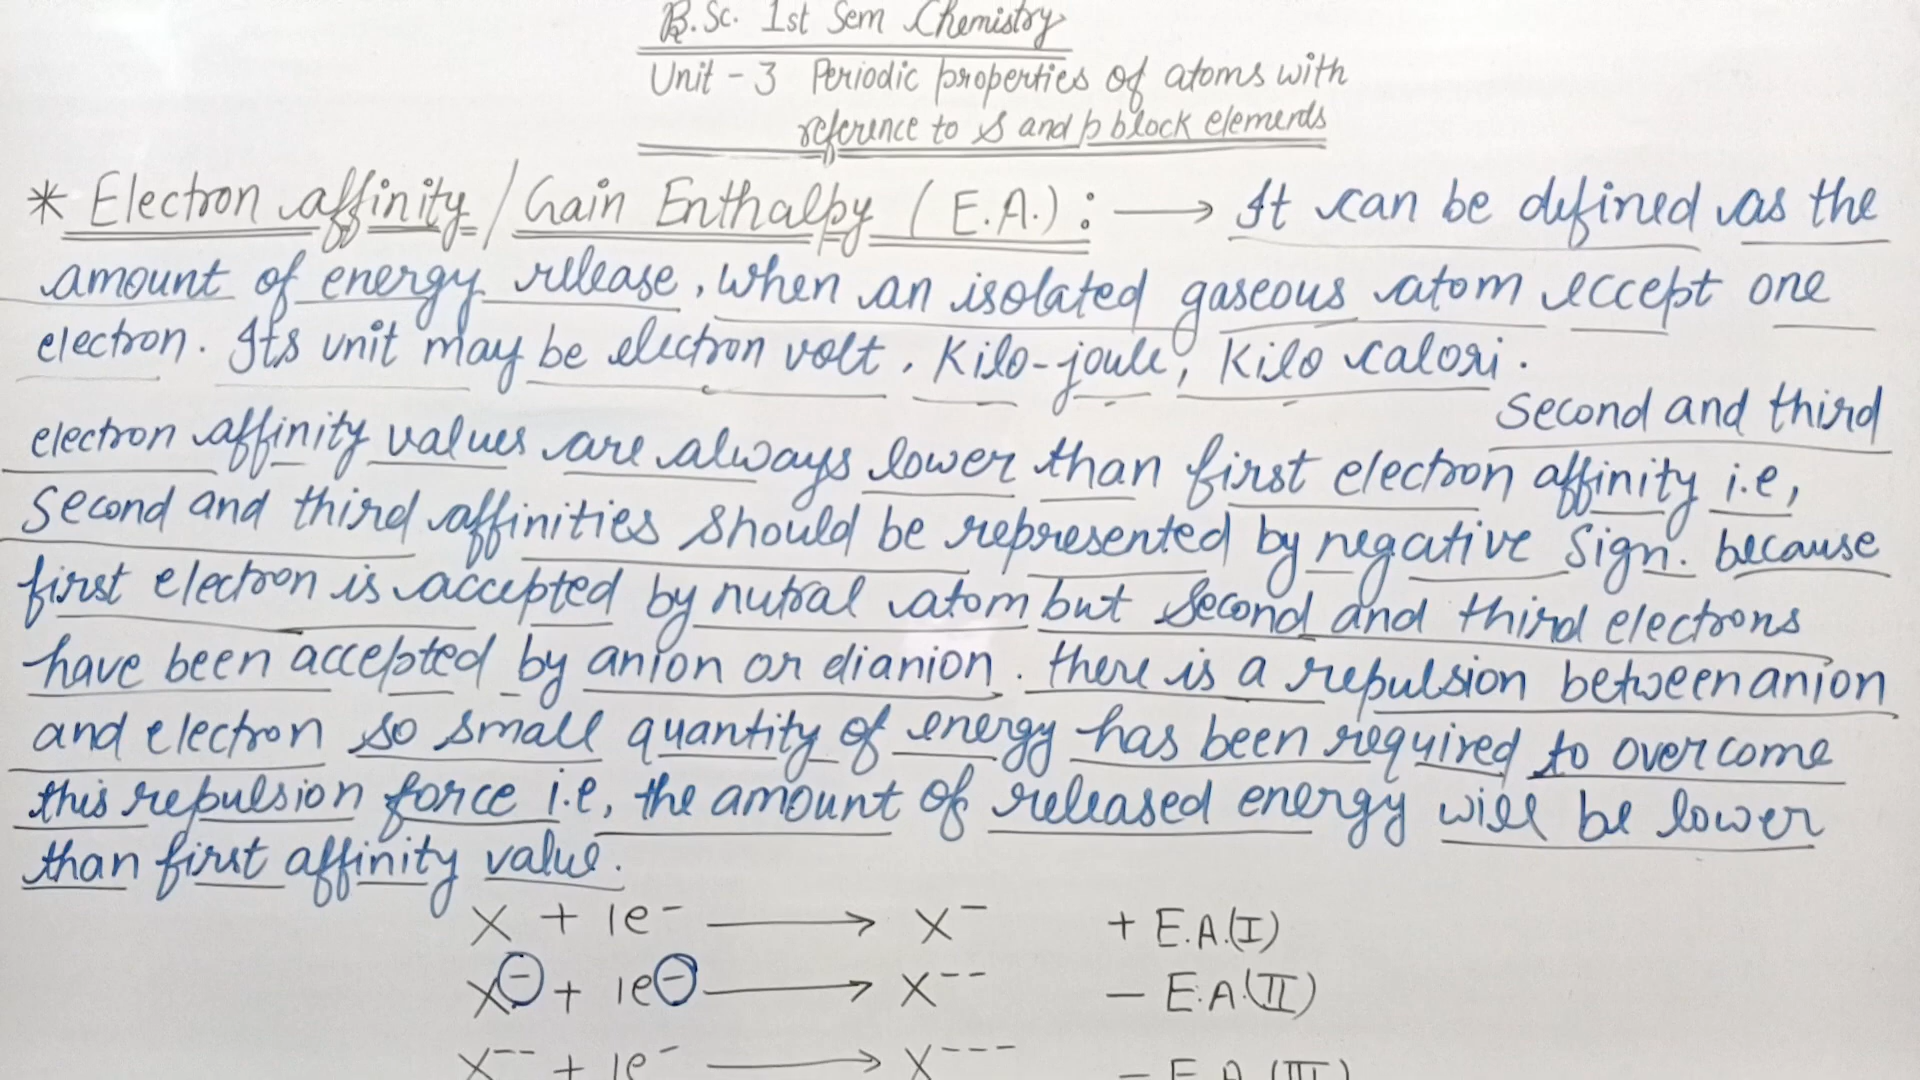 B.Sc. 1st Sem Chemistry
Unit - 3 Periodic properties of atoms with
reference to s and p block elements
* Electron affinity / Gain Enthalpy (E.A.) : ⟶ It can be defined as the
amount of energy release, when an isolated gaseous atom eccept one
electron. Its unit may be electron volt, Kilo-joule, Kilo calori.
Second and third
electron affinity values are always lower than first electron affinity i.e,
Second and third affinities should be represented by negative Sign. because
first electron is accepted by nutral atom but second and third electrons
have been accepted by anion or dianion. there is a repulsion between anion
and electron so small quantity of energy has been required to overcome
this repulsion force i.e, the amount of released energy will be lower
than first affinity value.
X + 1e⁻ ⟶ X⁻ + E.A.(I)
X⊖ + 1e⊖ ⟶ X⁻⁻ - E.A.(II)
X⁻⁻ + 1e⁻ ⟶ X⁻⁻⁻ - E.A.(III)